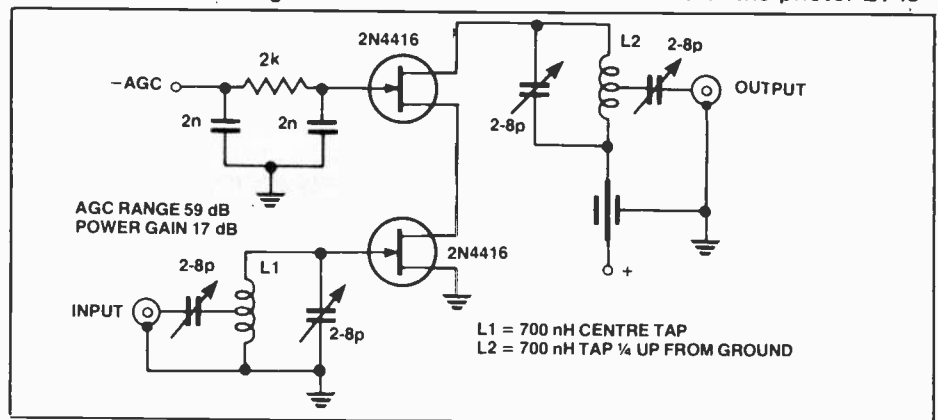 2N4416
L2
2-8p
2k
–AGC
OUTPUT
2n
2n
2-8p
AGC RANGE 59 dB
POWER GAIN 17 dB
2N4416
2-8p
L1
+
INPUT
2-8p
L1 = 700 nH CENTRE TAP
L2 = 700 nH TAP ¼ UP FROM GROUND